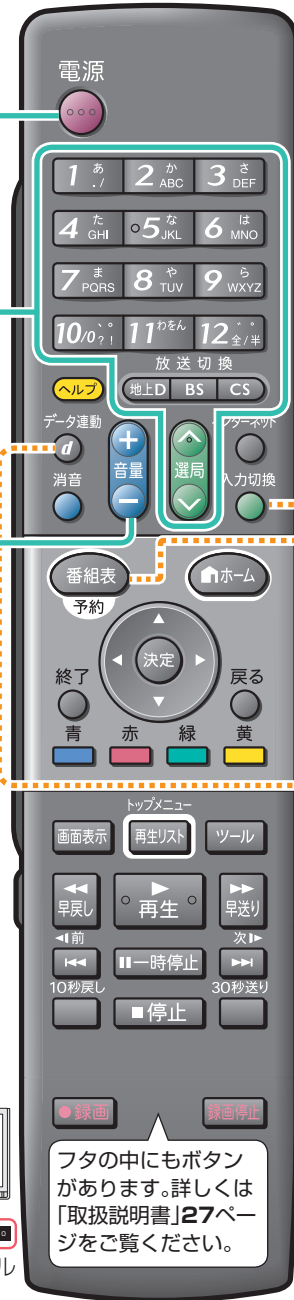 電源
1 あ ./ 2 か ABC 3 さ DEF
4 た GHI 5 な JKL 6 は MNO
7 ま PQRS 8 や TUV 9 ら WXYZ
10/0 ゛゜ ?! 11 わをん 12 、。 全/半
放送切換
ヘルプ 地上D BS CS
データ連動
d + 音量 − 選局
消音 入力切換
番組表 ホーム
予約
決定
終了 戻る
青 赤 緑 黄
トップメニュー
画面表示 再生リスト ツール
早戻し 再生 早送り
前 次
一時停止
10秒戻し 30秒送り
停止
録画 録画停止
フタの中にもボタン
があります。詳しくは
「取扱説明書」27ペー
ジをご覧ください。
ル